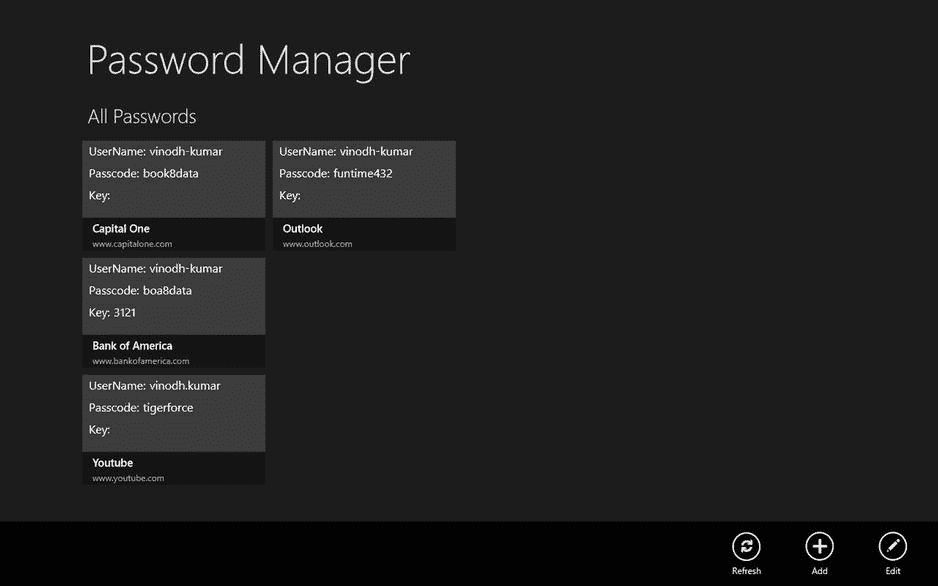 Password Manager
All Passwords
UserName: vinodh-kumar
Passcode: book8data
Key:
Capital One
www.capitalone.com
UserName: vinodh-kumar
Passcode: boa8data
Key: 3121
Bank of America
www.bankofamerica.com
UserName: vinodh.kumar
Passcode: tigerforce
Key:
Youtube
www.youtube.com
UserName: vinodh-kumar
Passcode: funtime432
Key:
Outlook
www.outlook.com
Refresh
Add
Edit